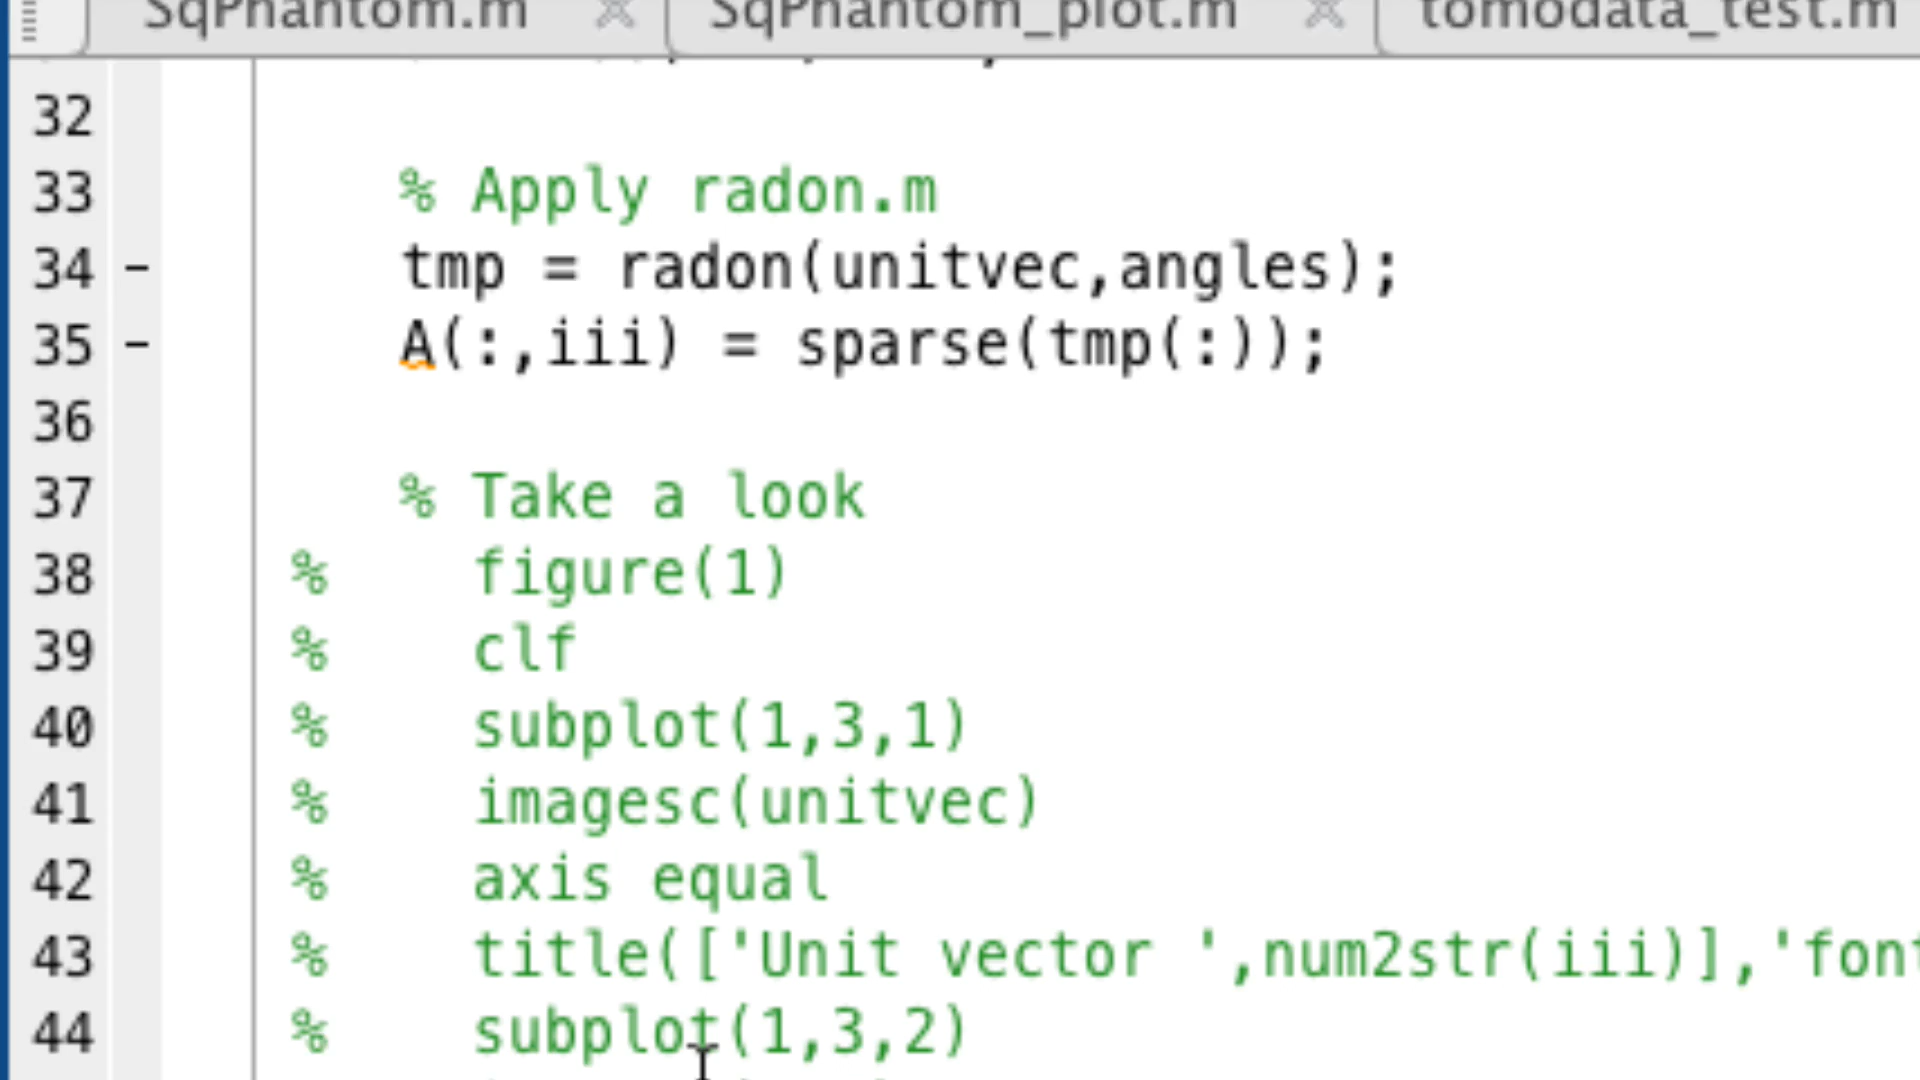 SqPhantom.m SqPhantom_plot.m tomodata_test.m
32
33 % Apply radon.m
34 - tmp = radon(unitvec,angles);
35 - A(:,iii) = sparse(tmp(:));
36
37 % Take a look
38 % figure(1)
39 % clf
40 % subplot(1,3,1)
41 % imagesc(unitvec)
42 % axis equal
43 % title(['Unit vector ',num2str(iii)],'font
44 % subplot(1,3,2)